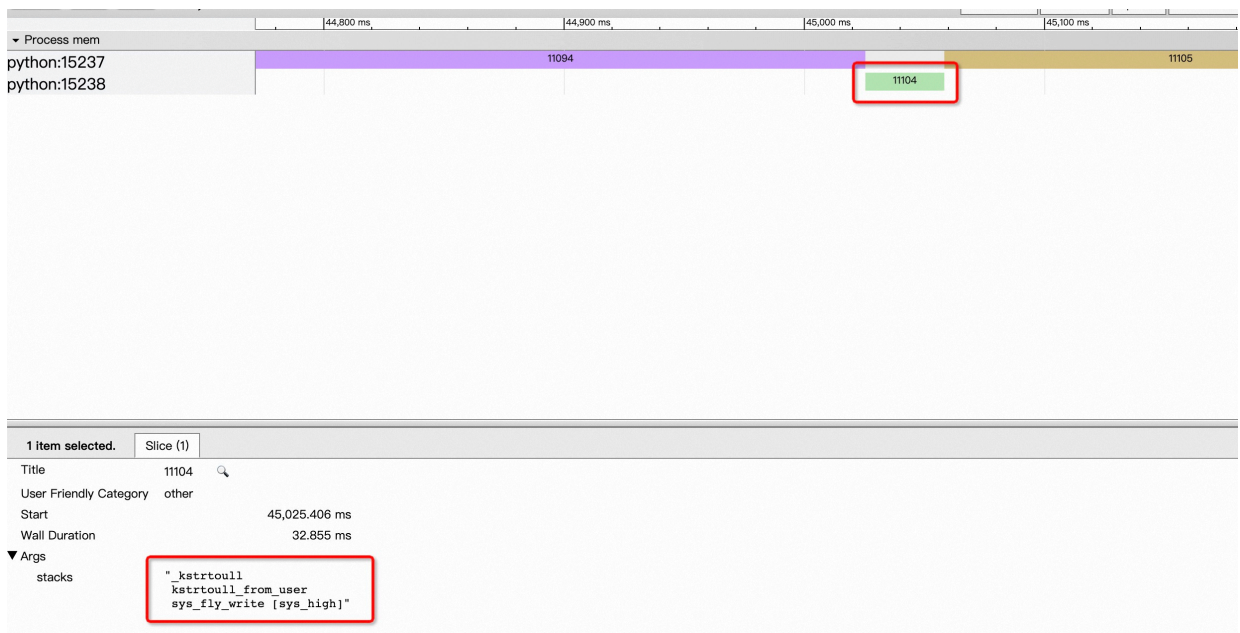 44,800 ms
44,900 ms
45,000 ms
45,100 ms
Process mem
python:15237
11094
11105
python:15238
11104
1 item selected.
Slice (1)
Title
11104
User Friendly Category
other
Start
45,025.406 ms
Wall Duration
32.855 ms
Args
stacks
"_kstrtoull
kstrtoull_from_user
sys_fly_write [sys_high]"